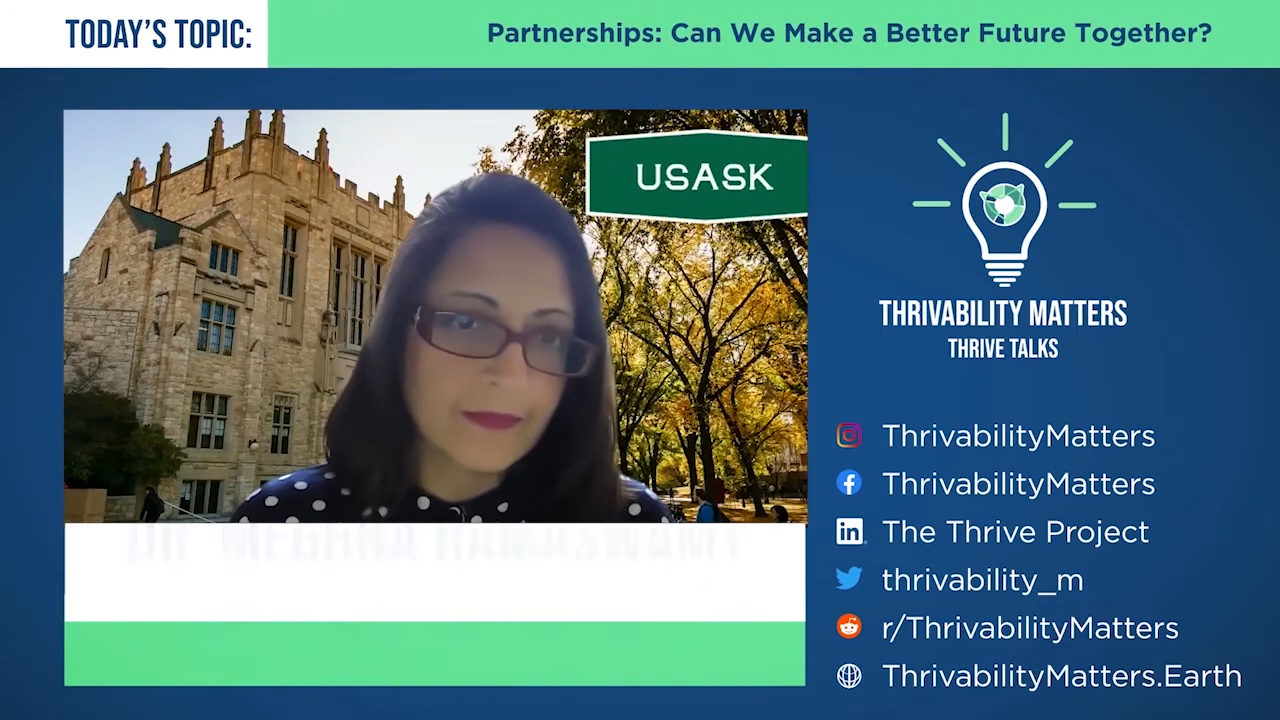 TODAY'S TOPIC:
Partnerships: Can We Make a Better Future Together?
USASK
THRIVABILITY MATTERS
THRIVE TALKS
ThrivabilityMatters
ThrivabilityMatters
in The Thrive Project
thrivability_m
r/ThrivabilityMatters
ThrivabilityMatters.Earth